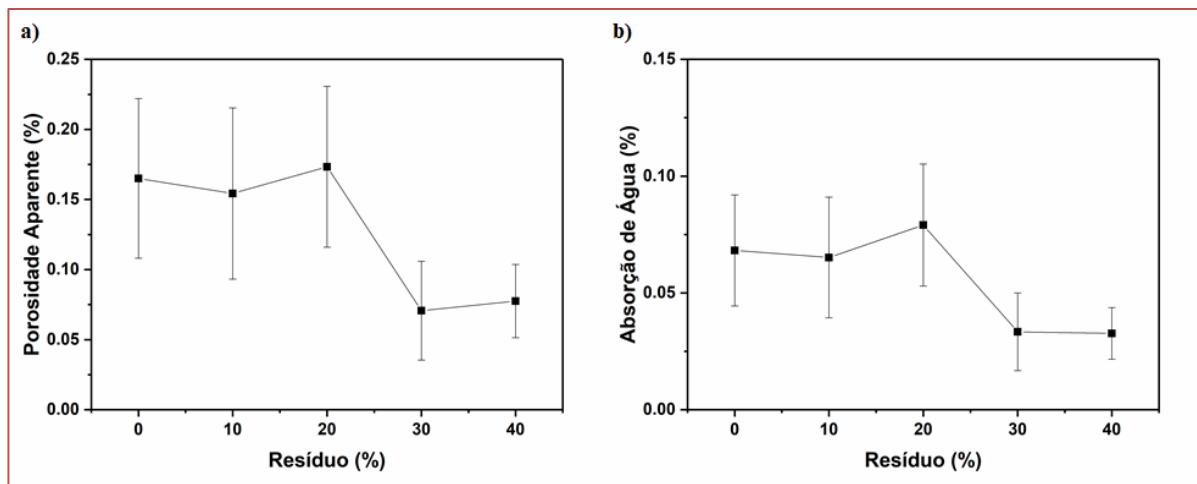 a)
Porosidade Aparente (%)
0.25
0.20
0.15
0.10
0.05
0.00
0 10 20 30 40
Resíduo (%)
b)
Absorção de Água (%)
0.15
0.10
0.05
0.00
0 10 20 30 40
Resíduo (%)